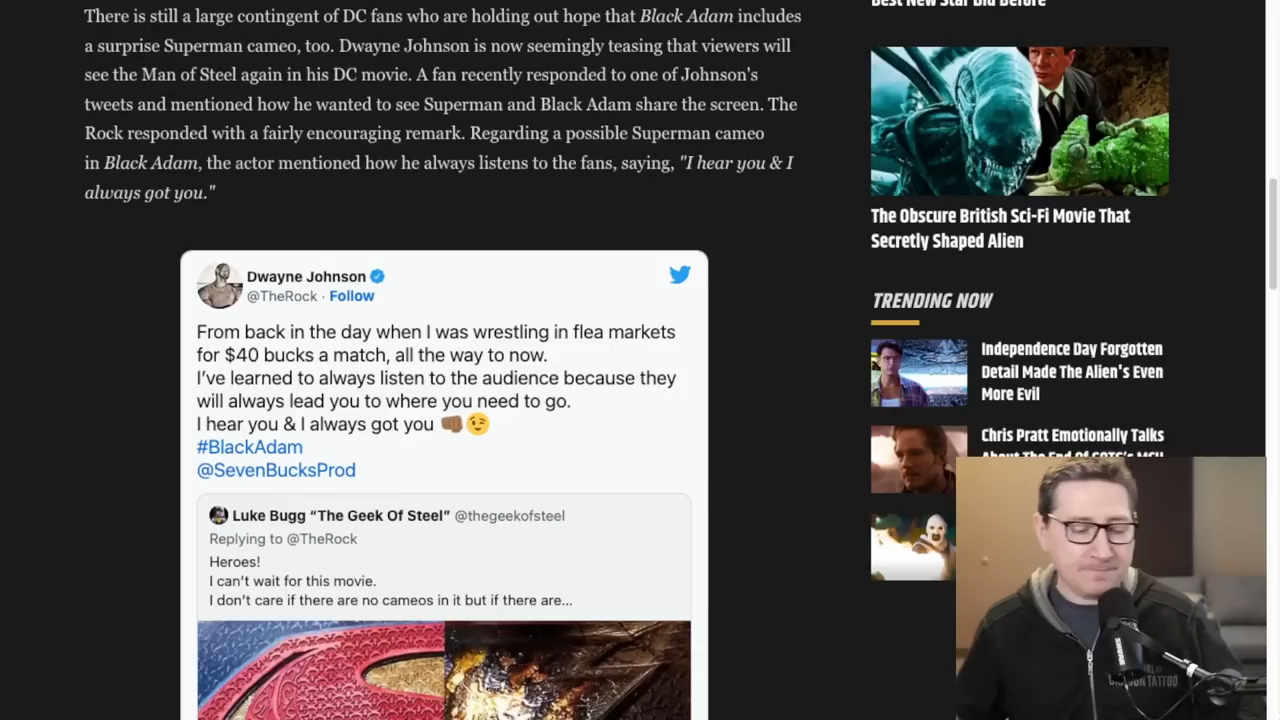 There is still a large contingent of DC fans who are holding out hope that Black Adam includes
a surprise Superman cameo, too. Dwayne Johnson is now seemingly teasing that viewers will
see the Man of Steel again in his DC movie. A fan recently responded to one of Johnson's
tweets and mentioned how he wanted to see Superman and Black Adam share the screen. The
Rock responded with a fairly encouraging remark. Regarding a possible Superman cameo
in Black Adam, the actor mentioned how he always listens to the fans, saying, "I hear you & I
always got you."
Dwayne Johnson
@TheRock · Follow
From back in the day when I was wrestling in flea markets
for $40 bucks a match, all the way to now.
I've learned to always listen to the audience because they
will always lead you to where you need to go.
I hear you & I always got you 👊🏾😉
#BlackAdam
@SevenBucksProd
Luke Bugg “The Geek Of Steel” @thegeekofsteel
Replying to @TheRock
Heroes!
I can’t wait for this movie.
I don’t care if there are no cameos in it but if there are...
The Obscure British Sci-Fi Movie That
Secretly Shaped Alien
TRENDING NOW
Independence Day Forgotten
Detail Made The Alien's Even
More Evil
Chris Pratt Emotionally Talks
SHURE